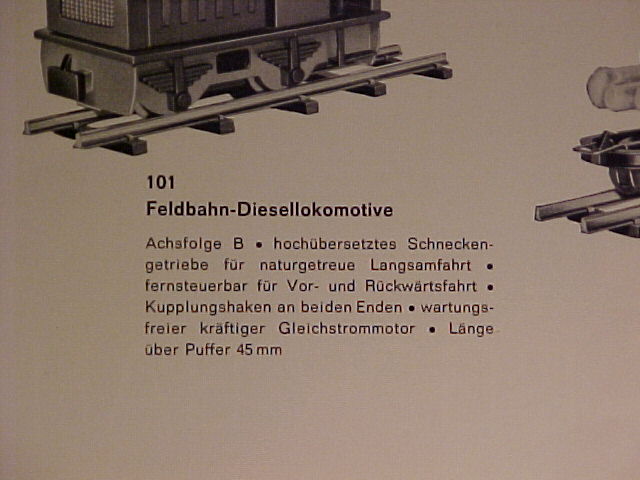 101
Feldbahn-Diesellokomotive
Achsfolge B • hochübersetztes Schnecken-
getriebe für naturgetreue Langsamfahrt •
fernsteuerbar für Vor- und Rückwärtsfahrt •
Kupplungshaken an beiden Enden • wartungs-
freier kräftiger Gleichstrommotor • Länge
über Puffer 45 mm